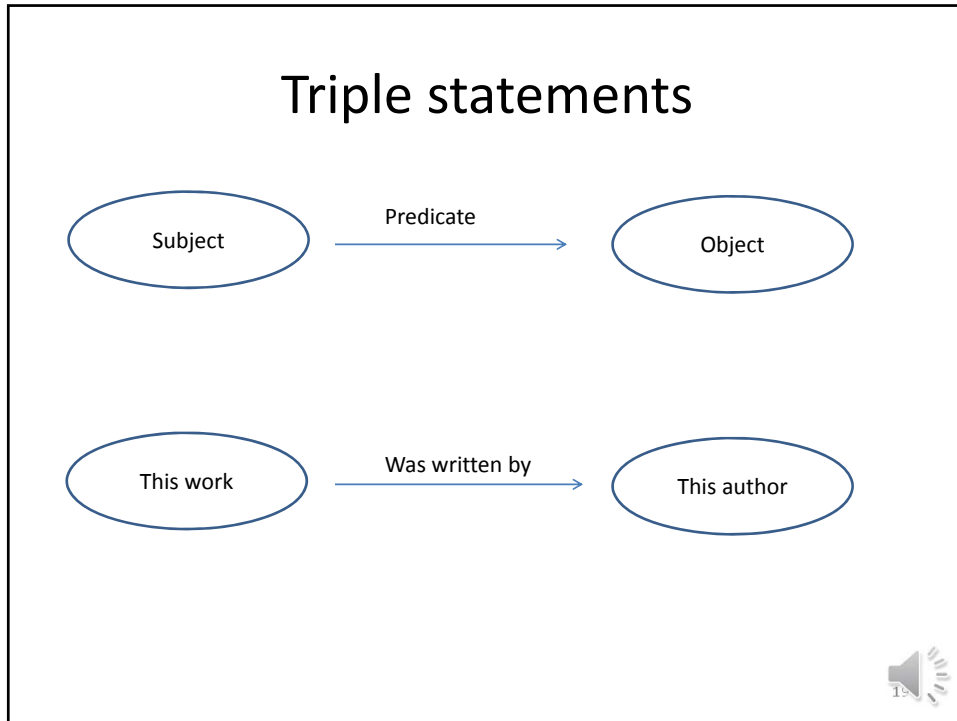 Triple statements
Predicate
Subject
Object
Was written by
This work
This author